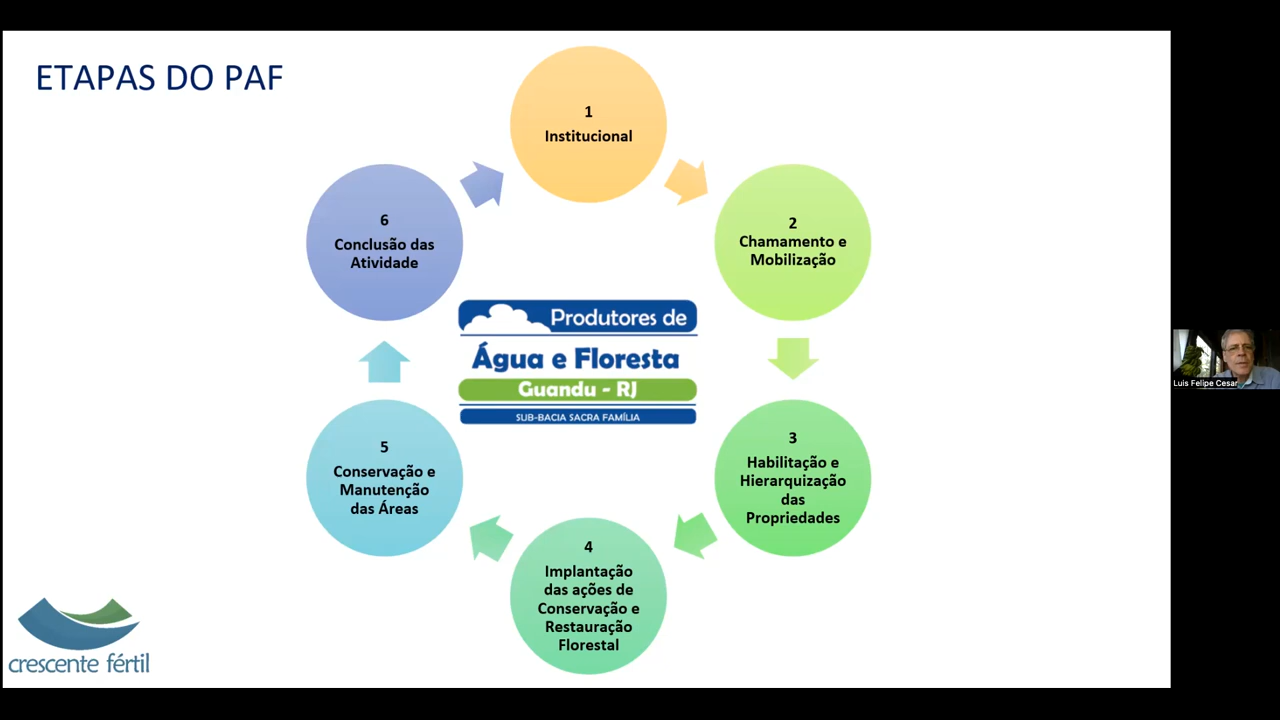 ETAPAS DO PAF
1
Institucional
2
Chamamento e
Mobilização
3
Habilitação e
Hierarquização
das
Propriedades
4
Implantação
das ações de
Conservação e
Restauração
Florestal
5
Conservação e
Manutenção
das Áreas
6
Conclusão das
Atividade
Produtores de
Água e Floresta
Guandu - RJ
SUB-BACIA SACRA FAMÍLIA
crescente fértil
Luis Felipe Cesar